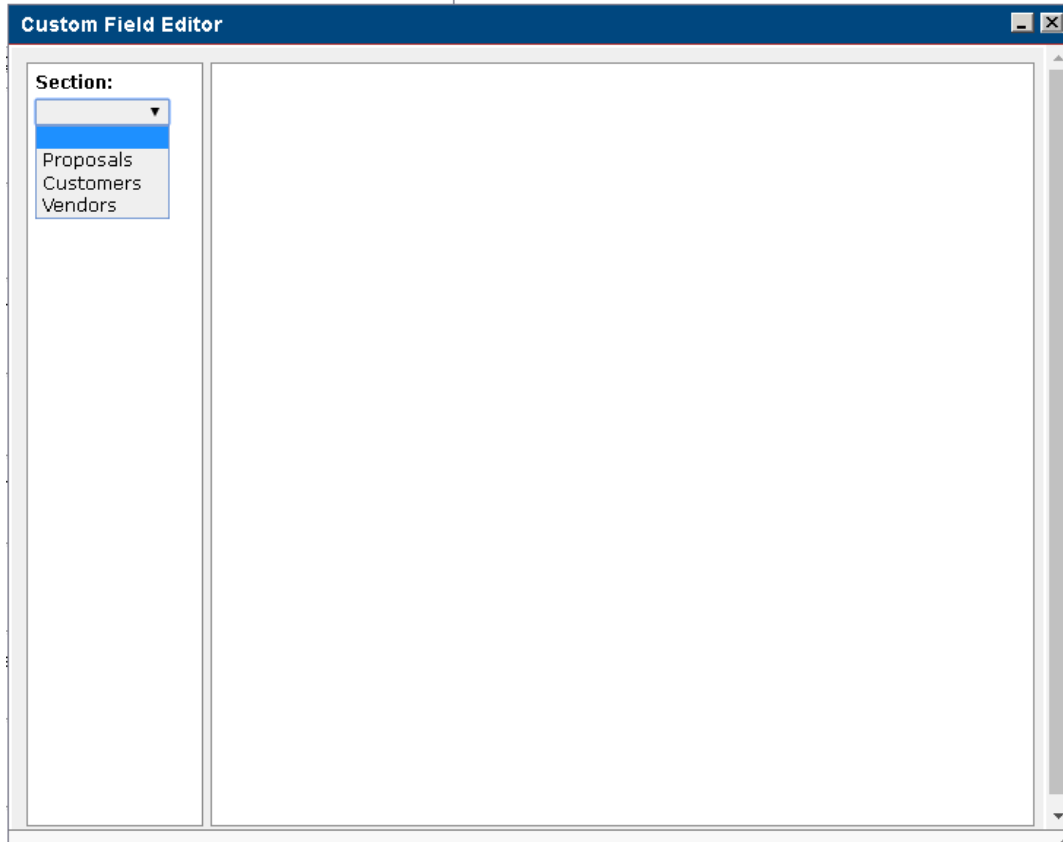 Custom Field Editor
Section:
Proposals
Customers
Vendors